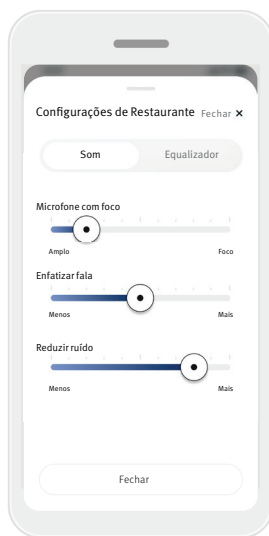 Configurações de Restaurante Fechar ×
Som Equalizador
Microfone com foco
Amplo Foco
Enfatizar fala
Menos Mais
Reduzir ruído
Menos Mais
Fechar